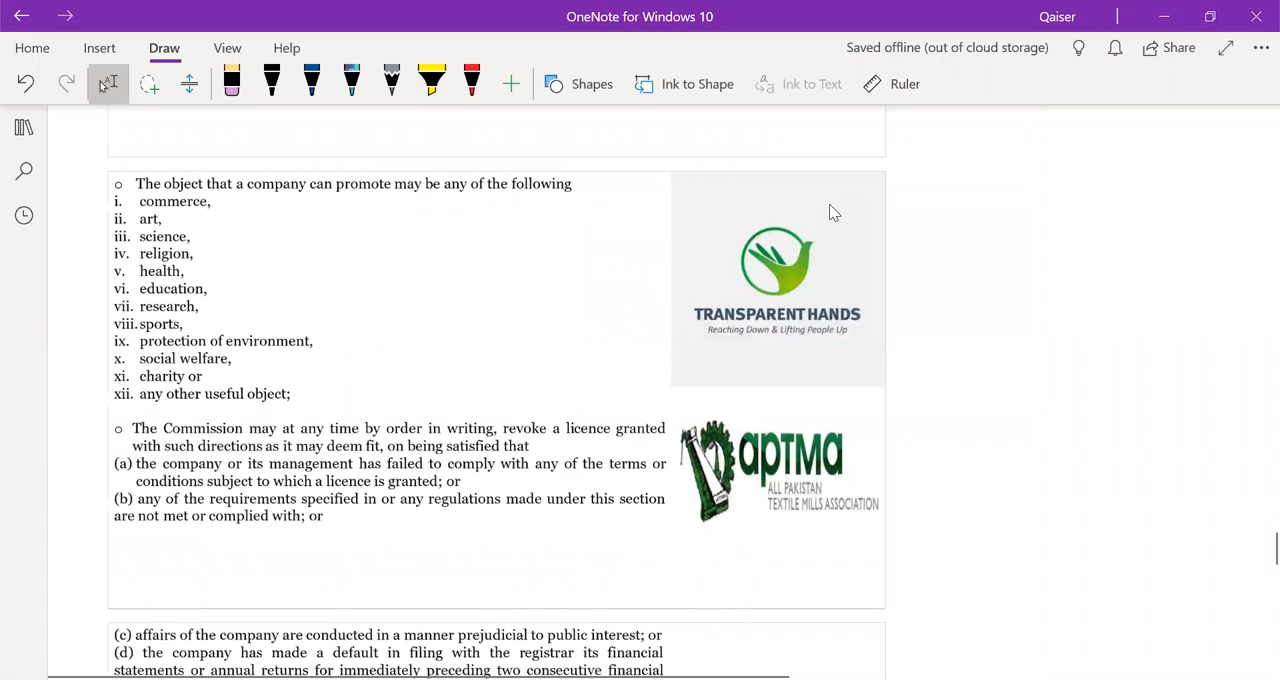 OneNote for Windows 10
Qaiser
Home Insert Draw View Help
Saved offline (out of cloud storage)
Share
Shapes
Ink to Shape
Ink to Text
Ruler
o The object that a company can promote may be any of the following
i. commerce,
ii. art,
iii. science,
iv. religion,
v. health,
vi. education,
vii. research,
viii. sports,
ix. protection of environment,
x. social welfare,
xi. charity or
xii. any other useful object;
TRANSPARENT HANDS
Reaching Down & Lifting People Up
o The Commission may at any time by order in writing, revoke a licence granted
with such directions as it may deem fit, on being satisfied that
(a) the company or its management has failed to comply with any of the terms or
conditions subject to which a licence is granted; or
(b) any of the requirements specified in or any regulations made under this section
are not met or complied with; or
aPTMa
ALL PAKISTAN
TEXTILE MILLS ASSOCIATION
(c) affairs of the company are conducted in a manner prejudicial to public interest; or
(d) the company has made a default in filing with the registrar its financial
statements or annual returns for immediately preceding two consecutive financial